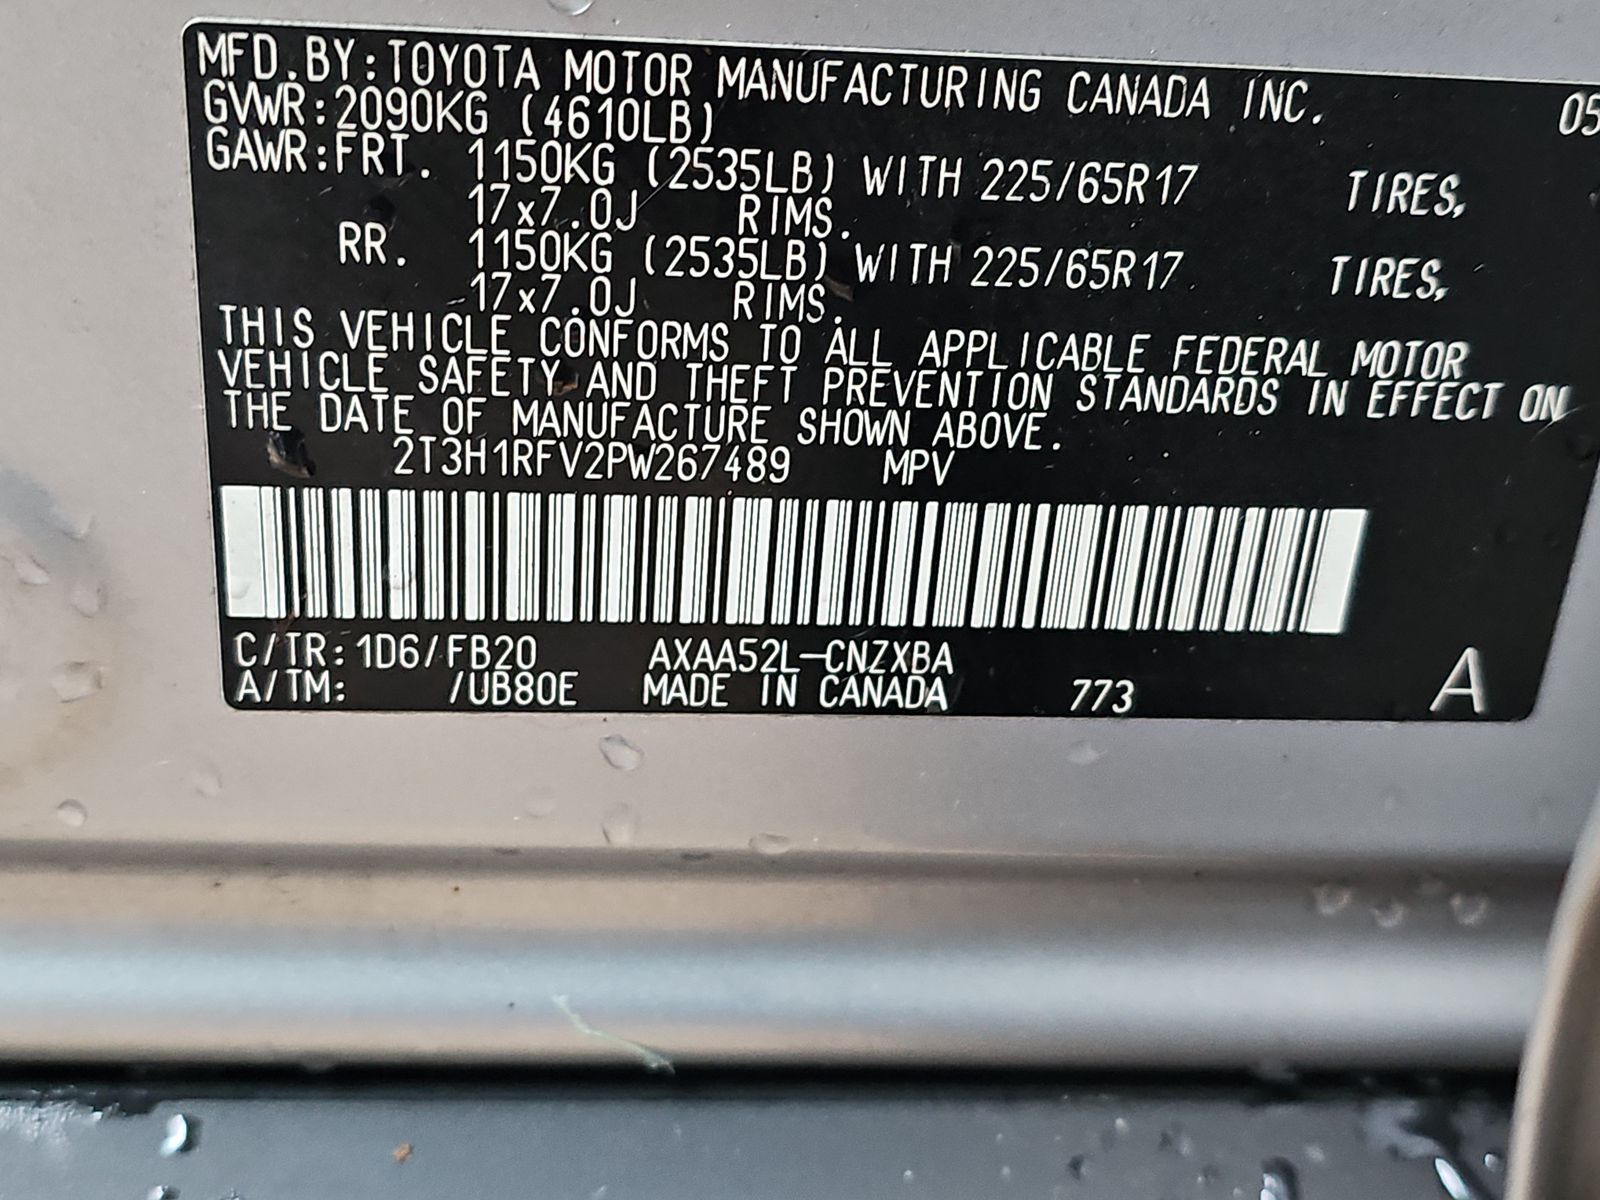 MFD.BY:TOYOTA MOTOR MANUFACTURING CANADA INC. 05
GVWR:2090KG (4610LB)
GAWR:FRT. 1150KG (2535LB) WITH 225/65R17 TIRES,
17x7.0J RIMS.
RR. 1150KG (2535LB) WITH 225/65R17 TIRES,
17x7.0J RIMS.
THIS VEHICLE CONFORMS TO ALL APPLICABLE FEDERAL MOTOR
VEHICLE SAFETY AND THEFT PREVENTION STANDARDS IN EFFECT ON
THE DATE OF MANUFACTURE SHOWN ABOVE.
2T3H1RFV2PW267489 MPV
C/TR:1D6/FB20 AXAA52L-CNZXBA
A/TM: /UB80E MADE IN CANADA 773 A